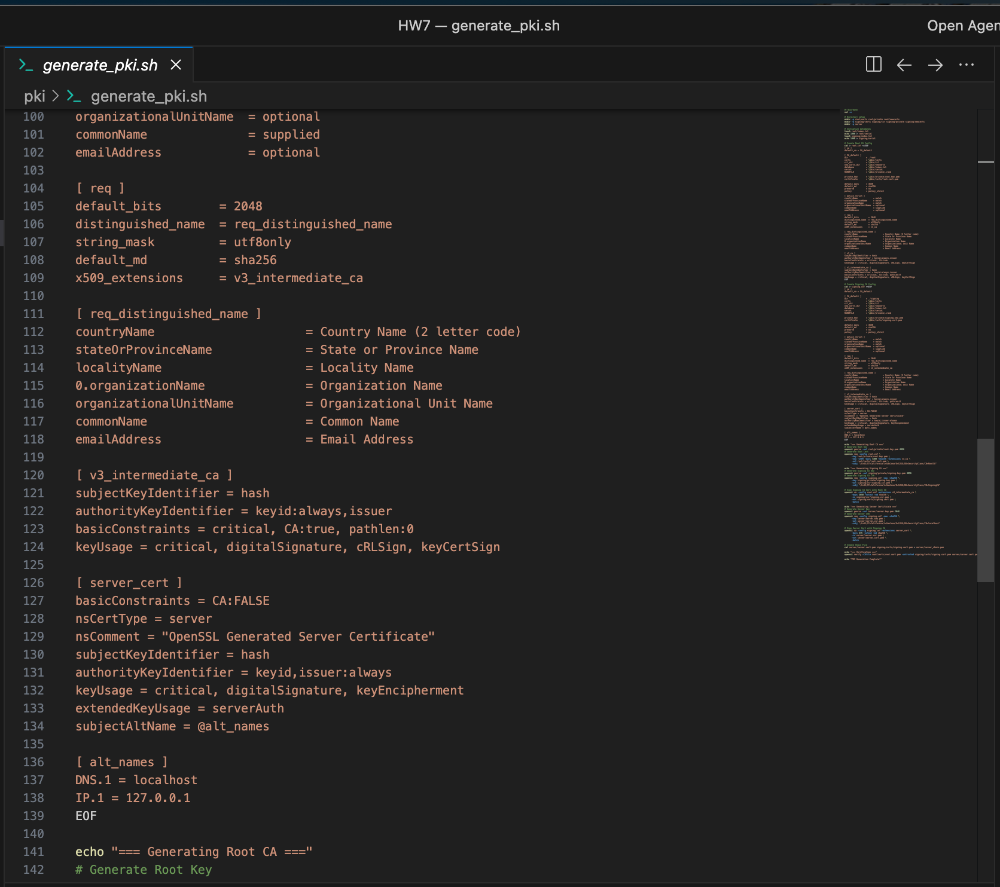 HW7 — generate_pki.sh
Open Agen
generate_pki.sh
pki > generate_pki.sh
100 organizationalUnitName = optional
101 commonName = supplied
102 emailAddress = optional
103
104 [ req ]
105 default_bits = 2048
106 distinguished_name = req_distinguished_name
107 string_mask = utf8only
108 default_md = sha256
109 x509_extensions = v3_intermediate_ca
110
111 [ req_distinguished_name ]
112 countryName = Country Name (2 letter code)
113 stateOrProvinceName = State or Province Name
114 localityName = Locality Name
115 0.organizationName = Organization Name
116 organizationalUnitName = Organizational Unit Name
117 commonName = Common Name
118 emailAddress = Email Address
119
120 [ v3_intermediate_ca ]
121 subjectKeyIdentifier = hash
122 authorityKeyIdentifier = keyid:always,issuer
123 basicConstraints = critical, CA:true, pathlen:0
124 keyUsage = critical, digitalSignature, cRLSign, keyCertSign
125
126 [ server_cert ]
127 basicConstraints = CA:FALSE
128 nsCertType = server
129 nsComment = "OpenSSL Generated Server Certificate"
130 subjectKeyIdentifier = hash
131 authorityKeyIdentifier = keyid,issuer:always
132 keyUsage = critical, digitalSignature, keyEncipherment
133 extendedKeyUsage = serverAuth
134 subjectAltName = @alt_names
135
136 [ alt_names ]
137 DNS.1 = localhost
138 IP.1 = 127.0.0.1
139 EOF
140
141 echo "=== Generating Root CA ==="
142 # Generate Root Key